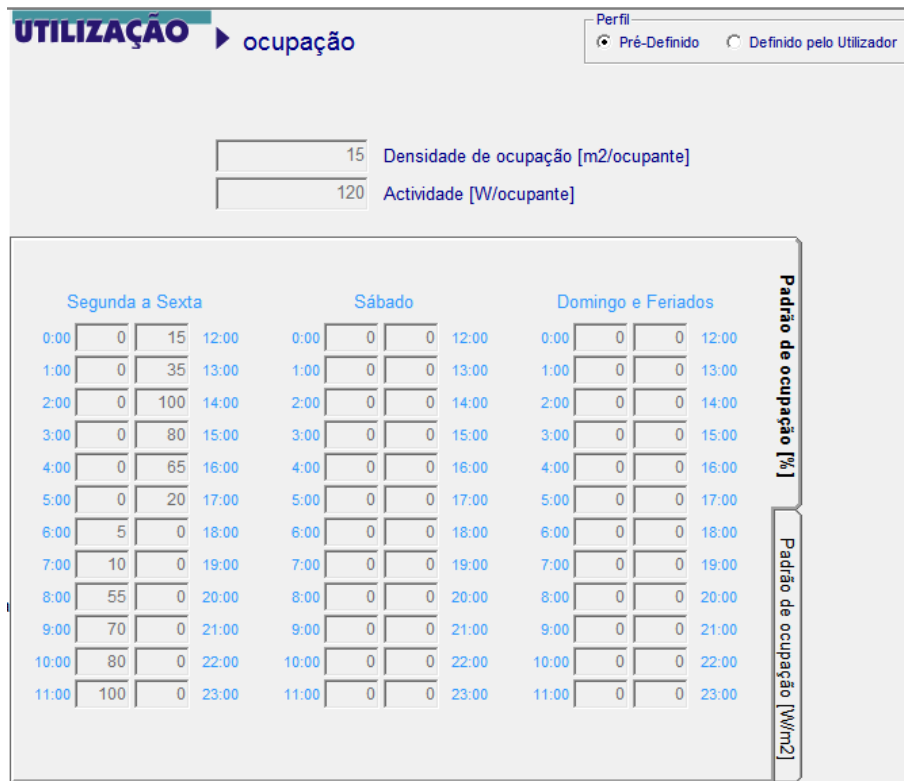 UTILIZAÇÃO ocupação
Perfil
Pré-Definido Definido pelo Utilizador
15 Densidade de ocupação [m2/ocupante]
120 Actividade [W/ocupante]
Segunda a Sexta Sábado Domingo e Feriados
0:00 0 15 12:00 0:00 0 0 12:00 0:00 0 0 12:00
1:00 0 35 13:00 1:00 0 0 13:00 1:00 0 0 13:00
2:00 0 100 14:00 2:00 0 0 14:00 2:00 0 0 14:00
3:00 0 80 15:00 3:00 0 0 15:00 3:00 0 0 15:00
4:00 0 65 16:00 4:00 0 0 16:00 4:00 0 0 16:00
5:00 0 20 17:00 5:00 0 0 17:00 5:00 0 0 17:00
6:00 5 0 18:00 6:00 0 0 18:00 6:00 0 0 18:00
7:00 10 0 19:00 7:00 0 0 19:00 7:00 0 0 19:00
8:00 55 0 20:00 8:00 0 0 20:00 8:00 0 0 20:00
9:00 70 0 21:00 9:00 0 0 21:00 9:00 0 0 21:00
10:00 80 0 22:00 10:00 0 0 22:00 10:00 0 0 22:00
11:00 100 0 23:00 11:00 0 0 23:00 11:00 0 0 23:00
Padrão de ocupação [%]
Padrão de ocupação [W/m2]